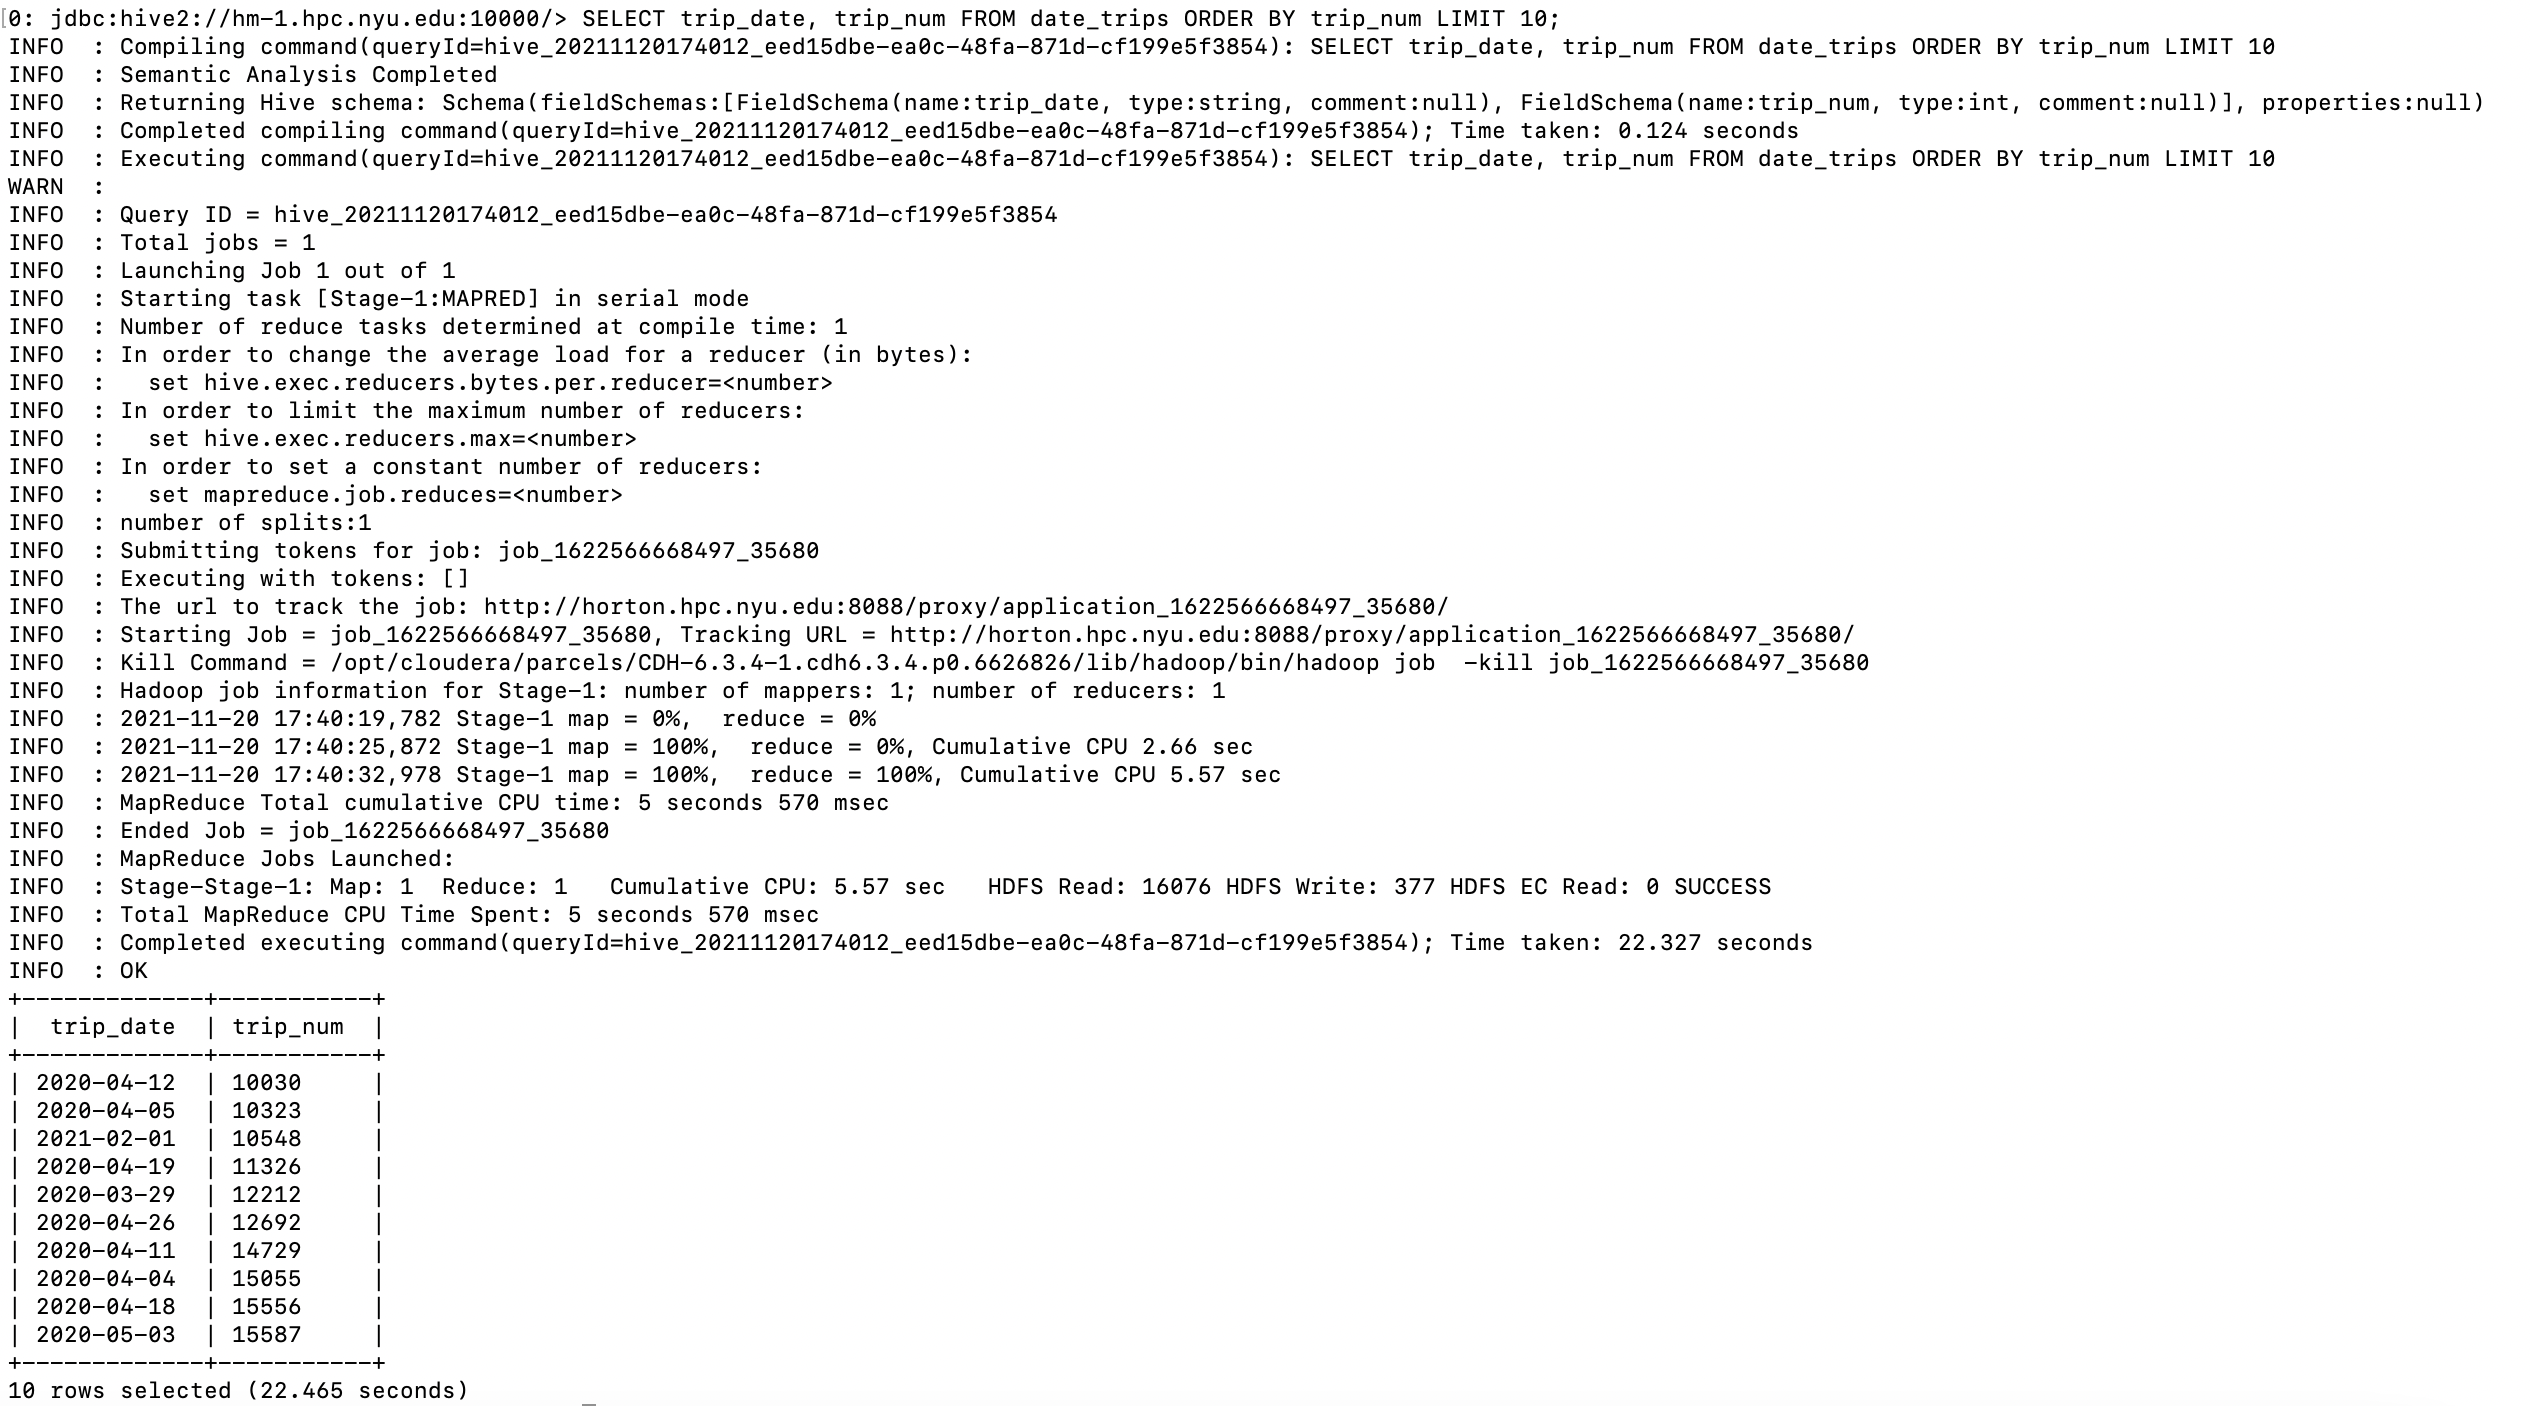 0: jdbc:hive2://hm-1.hpc.nyu.edu:10000/> SELECT trip_date, trip_num FROM date_trips ORDER BY trip_num LIMIT 10;
INFO  : Compiling command(queryId=hive_20211120174012_eed15dbe-ea0c-48fa-871d-cf199e5f3854): SELECT trip_date, trip_num FROM date_trips ORDER BY trip_num LIMIT 10
INFO  : Semantic Analysis Completed
INFO  : Returning Hive schema: Schema(fieldSchemas:[FieldSchema(name:trip_date, type:string, comment:null), FieldSchema(name:trip_num, type:int, comment:null)], properties:null)
INFO  : Completed compiling command(queryId=hive_20211120174012_eed15dbe-ea0c-48fa-871d-cf199e5f3854); Time taken: 0.124 seconds
INFO  : Executing command(queryId=hive_20211120174012_eed15dbe-ea0c-48fa-871d-cf199e5f3854): SELECT trip_date, trip_num FROM date_trips ORDER BY trip_num LIMIT 10
WARN  :
INFO  : Query ID = hive_20211120174012_eed15dbe-ea0c-48fa-871d-cf199e5f3854
INFO  : Total jobs = 1
INFO  : Launching Job 1 out of 1
INFO  : Starting task [Stage-1:MAPRED] in serial mode
INFO  : Number of reduce tasks determined at compile time: 1
INFO  : In order to change the average load for a reducer (in bytes):
INFO  :   set hive.exec.reducers.bytes.per.reducer=<number>
INFO  : In order to limit the maximum number of reducers:
INFO  :   set hive.exec.reducers.max=<number>
INFO  : In order to set a constant number of reducers:
INFO  :   set mapreduce.job.reduces=<number>
INFO  : number of splits:1
INFO  : Submitting tokens for job: job_1622566668497_35680
INFO  : Executing with tokens: []
INFO  : The url to track the job: http://horton.hpc.nyu.edu:8088/proxy/application_1622566668497_35680/
INFO  : Starting Job = job_1622566668497_35680, Tracking URL = http://horton.hpc.nyu.edu:8088/proxy/application_1622566668497_35680/
INFO  : Kill Command = /opt/cloudera/parcels/CDH-6.3.4-1.cdh6.3.4.p0.6626826/lib/hadoop/bin/hadoop job  -kill job_1622566668497_35680
INFO  : Hadoop job information for Stage-1: number of mappers: 1; number of reducers: 1
INFO  : 2021-11-20 17:40:19,782 Stage-1 map = 0%,  reduce = 0%
INFO  : 2021-11-20 17:40:25,872 Stage-1 map = 100%,  reduce = 0%, Cumulative CPU 2.66 sec
INFO  : 2021-11-20 17:40:32,978 Stage-1 map = 100%,  reduce = 100%, Cumulative CPU 5.57 sec
INFO  : MapReduce Total cumulative CPU time: 5 seconds 570 msec
INFO  : Ended Job = job_1622566668497_35680
INFO  : MapReduce Jobs Launched:
INFO  : Stage-Stage-1: Map: 1  Reduce: 1   Cumulative CPU: 5.57 sec   HDFS Read: 16076 HDFS Write: 377 HDFS EC Read: 0 SUCCESS
INFO  : Total MapReduce CPU Time Spent: 5 seconds 570 msec
INFO  : Completed executing command(queryId=hive_20211120174012_eed15dbe-ea0c-48fa-871d-cf199e5f3854); Time taken: 22.327 seconds
INFO  : OK
+-------------+-----------+
|  trip_date  | trip_num  |
+-------------+-----------+
| 2020-04-12  | 10030     |
| 2020-04-05  | 10323     |
| 2021-02-01  | 10548     |
| 2020-04-19  | 11326     |
| 2020-03-29  | 12212     |
| 2020-04-26  | 12692     |
| 2020-04-11  | 14729     |
| 2020-04-04  | 15055     |
| 2020-04-18  | 15556     |
| 2020-05-03  | 15587     |
+-------------+-----------+
10 rows selected (22.465 seconds)